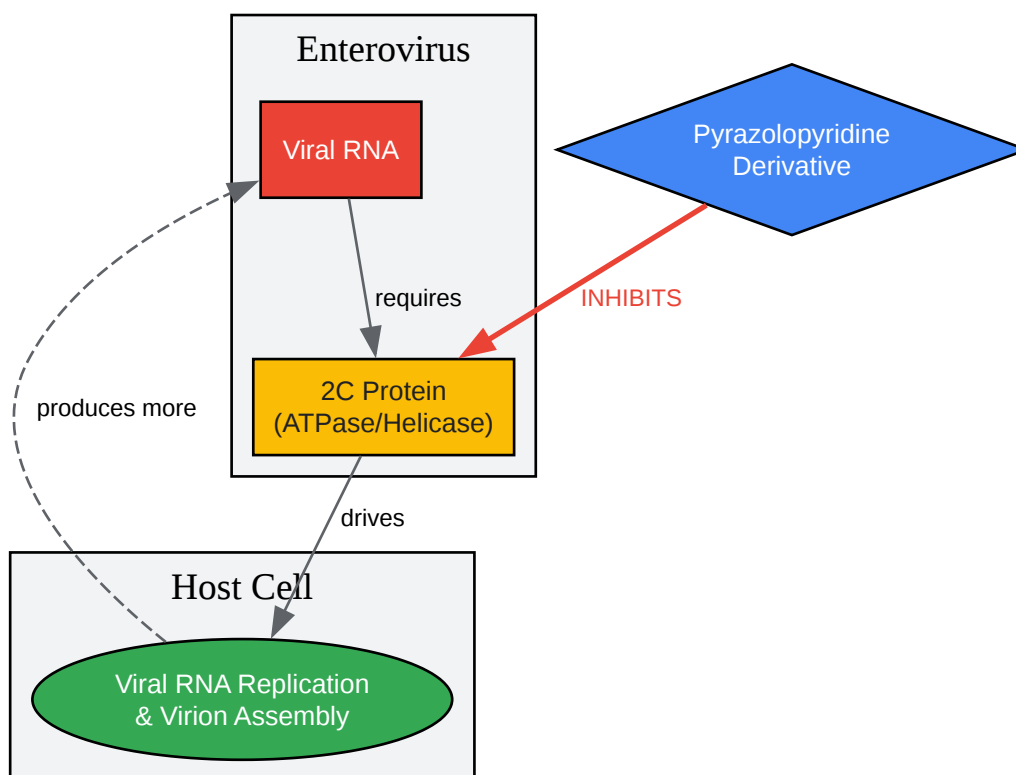 Enterovirus
Viral RNA
Pyrazolopyridine
Derivative
requires
INHIBITS
2C Protein
(ATPase/Helicase)
produces more
drives
Host Cell
Viral RNA Replication
& Virion Assembly